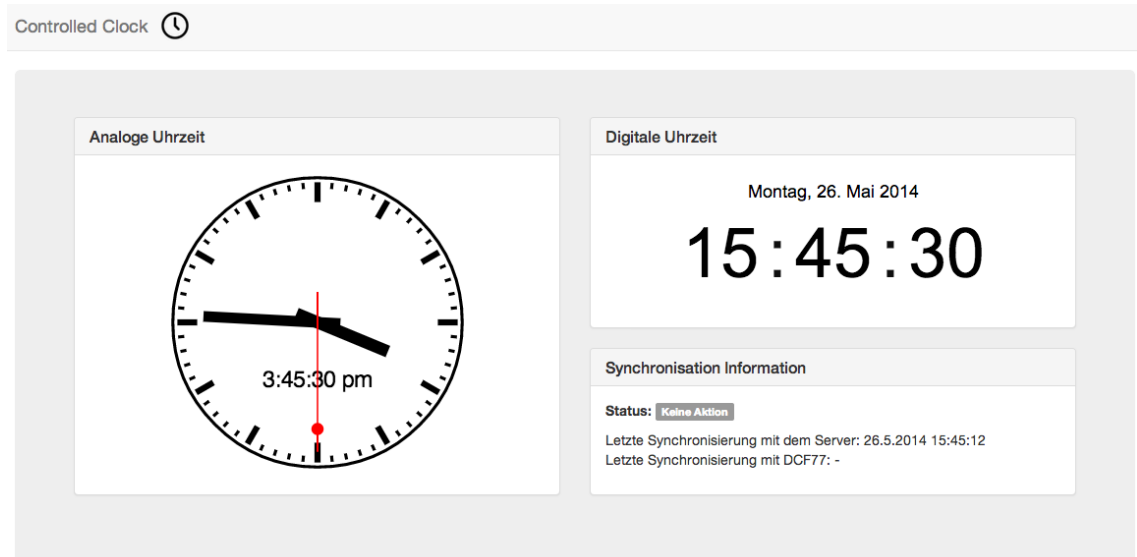 Controlled Clock
Analoge Uhrzeit
3:45:30 pm
Digitale Uhrzeit
Montag, 26. Mai 2014
15:45:30
Synchronisation Information
Status: Keine Aktion
Letzte Synchronisierung mit dem Server: 26.5.2014 15:45:12
Letzte Synchronisierung mit DCF77: -